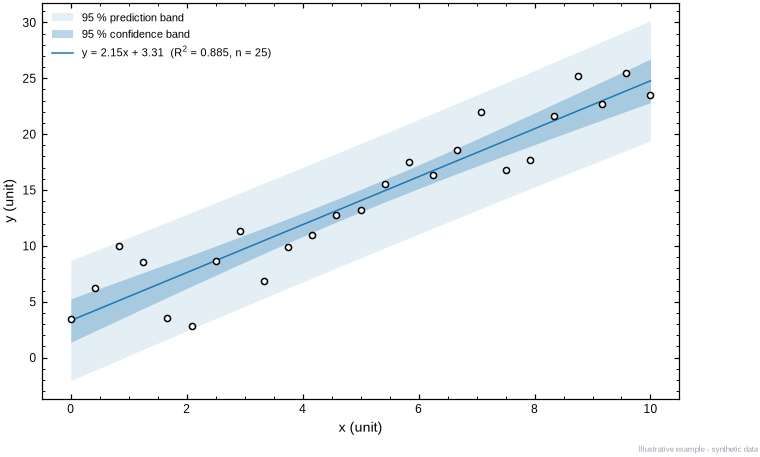 95 % prediction band
95 % confidence band
y = 2.15x + 3.31 (R² = 0.885, n = 25)
30
25
20
15
10
5
0
y (unit)
0 2 4 6 8 10
x (unit)
Illustrative example - synthetic data